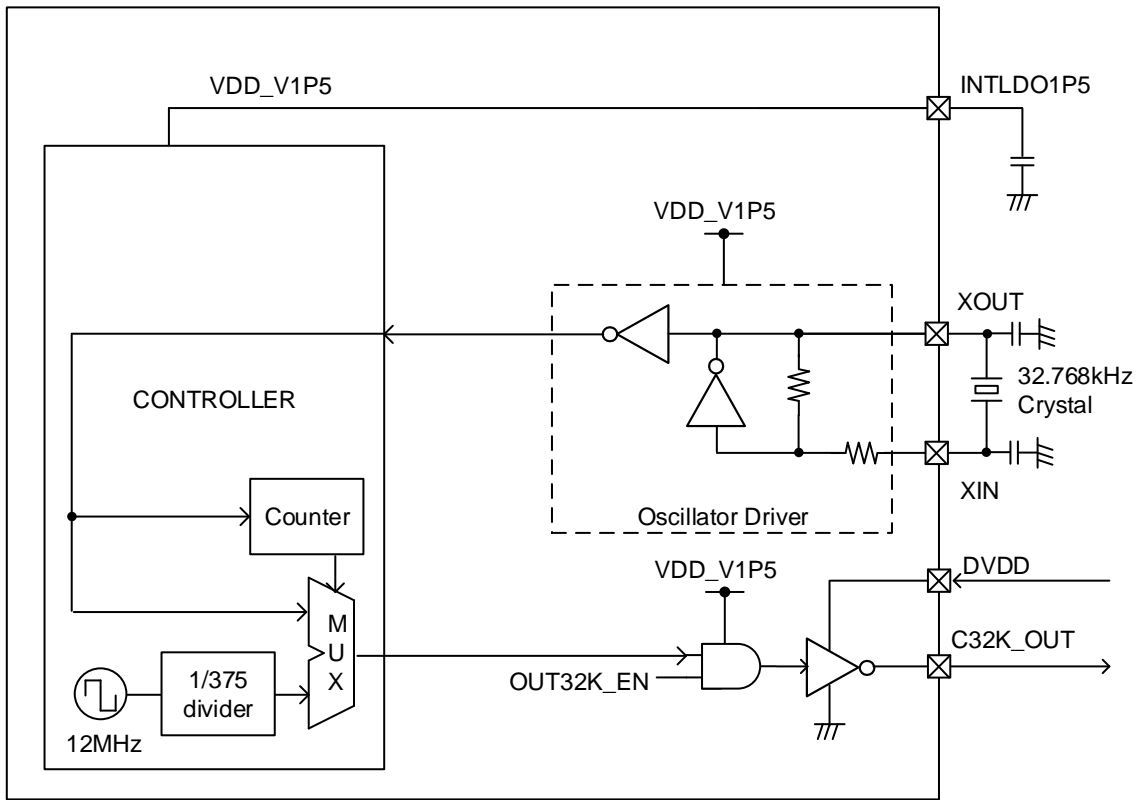 VDD_V1P5
INTLDO1P5
VDD_V1P5
XOUT
32.768kHz
Crystal
CONTROLLER
XIN
Counter
Oscillator Driver
VDD_V1P5
DVDD
M
U
X
C32K_OUT
OUT32K_EN
1/375
divider
12MHz